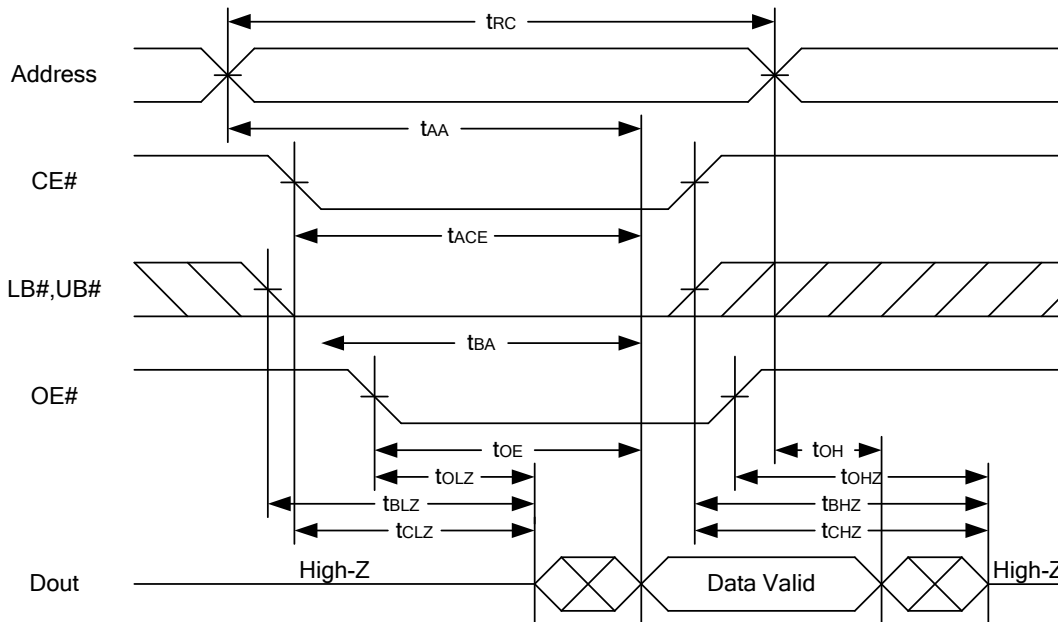 tRC
Address
tAA
CE#
tACE
LB#,UB#
tBA
OE#
tOE
tOH
tOLZ
tOHZ
tBLZ
tBHZ
tCLZ
tCHZ
High-Z
High-Z
Dout
Data Valid